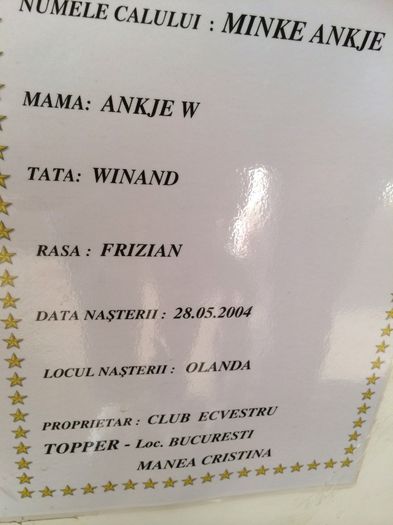 NUMELE CALULUI : MINKE ANKJE
MAMA: ANKJE W
TATA: WINAND
RASA : FRIZIAN
DATA NAŞTERII : 28.05.2004
LOCUL NAŞTERII : OLANDA
PROPRIETAR : CLUB ECVESTRU
TOPPER - Loc. BUCURESTI
MANEA CRISTINA